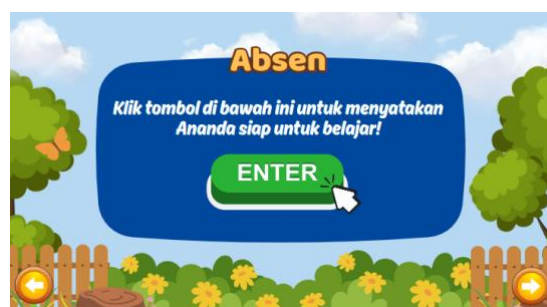 Absen
Klik tombol di bawah ini untuk menyatakan
Ananda siap untuk belajar!
ENTER